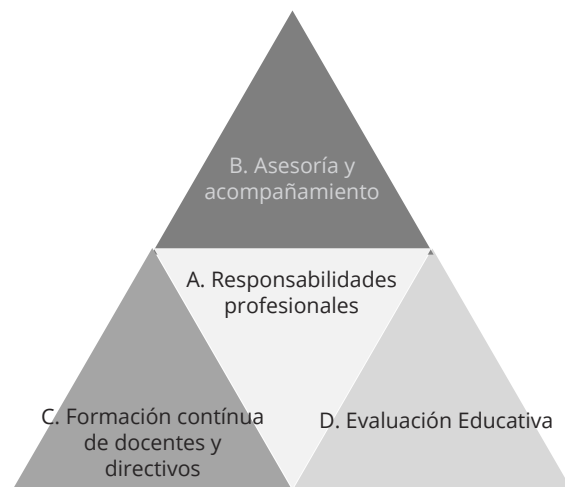 B. Asesoría y
acompañamiento
A. Responsabilidades
profesionales
C. Formación contínua
de docentes y
directivos
D. Evaluación Educativa